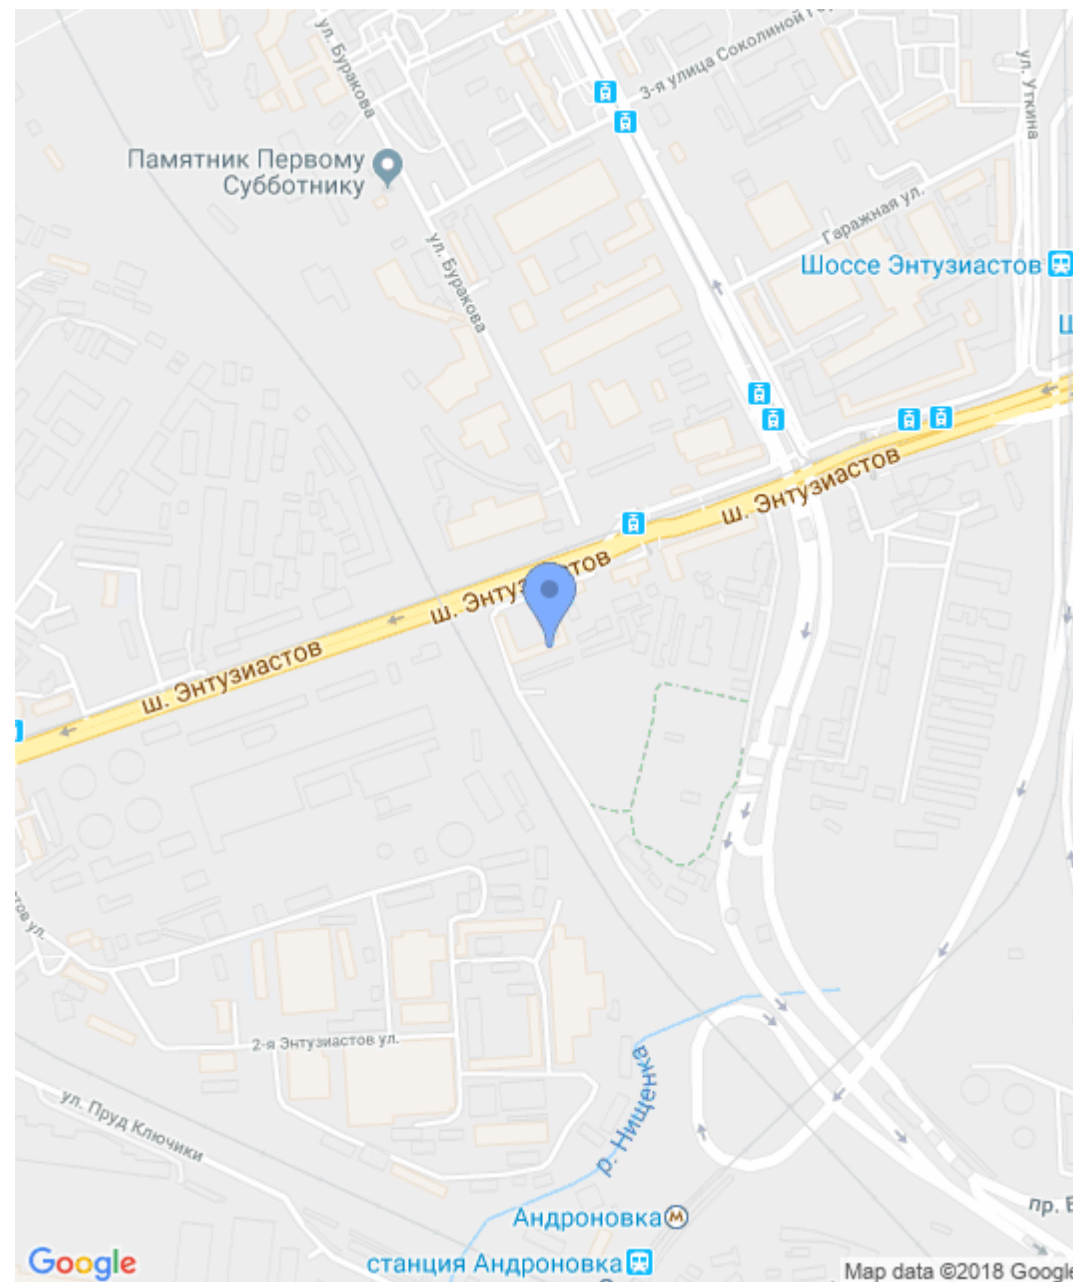 ул. Буракова
3-я улица Соколиной Го
ул. Уткина
Памятник Первому
Субботнику
Гаражная ул.
ул. Буракова
Шоссе Энтузиастов
ш. Энтузиастов
ш. Энтузиастов
ш. Энтузиастов
2-я Энтузиастов ул.
ул. Пруд Ключики
р. Нищенка
пр.
Андроновка
станция Андроновка
Google
Map data ©2018 Google